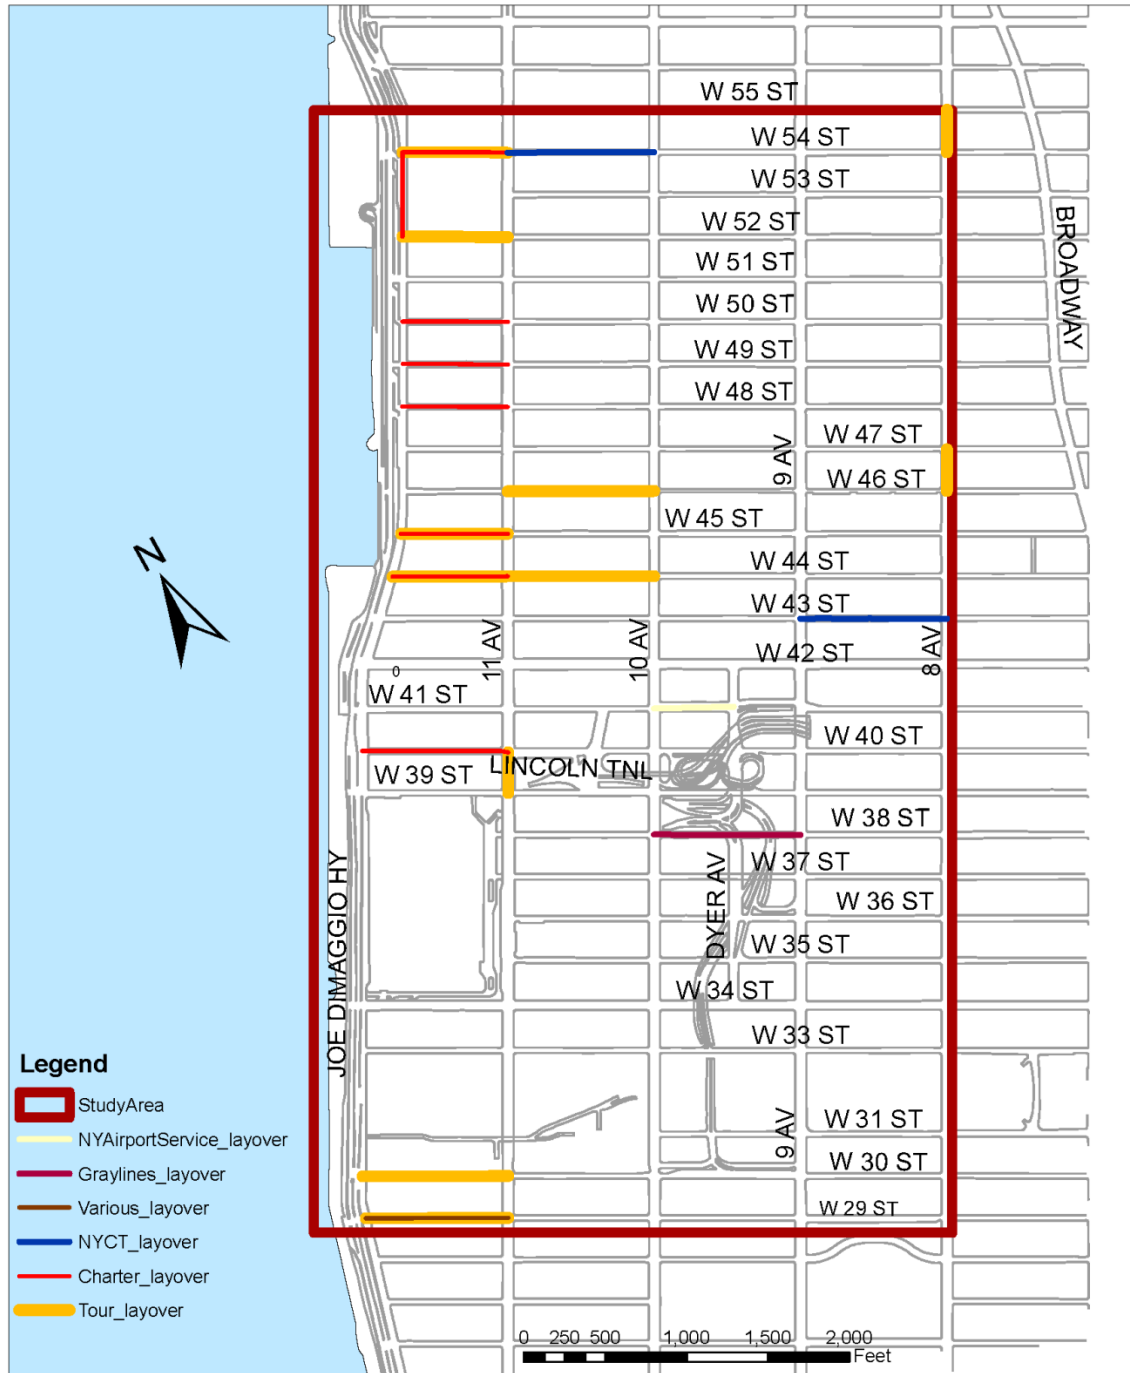 W 55 ST
W 54 ST
W 53 ST
W 52 ST
BROADWAY
W 51 ST
W 50 ST
W 49 ST
W 48 ST
W 47 ST
9 AV
W 46 ST
W 45 ST
N
W 44 ST
W 43 ST
11 AV
10 AV
W 42 ST
8 AV
0
W 41 ST
W 40 ST
LINCOLN TNL
W 39 ST
W 38 ST
W 37 ST
DYER AV
W 36 ST
W 35 ST
JOE DIMAGGIO HY
W 34 ST
W 33 ST
Legend
StudyArea
W 31 ST
9 AV
NYAirportService_layover
W 30 ST
Graylines_layover
W 29 ST
Various_layover
NYCT_layover
Charter_layover
Tour_layover
0 250 500 1,000 1,500 2,000
Feet